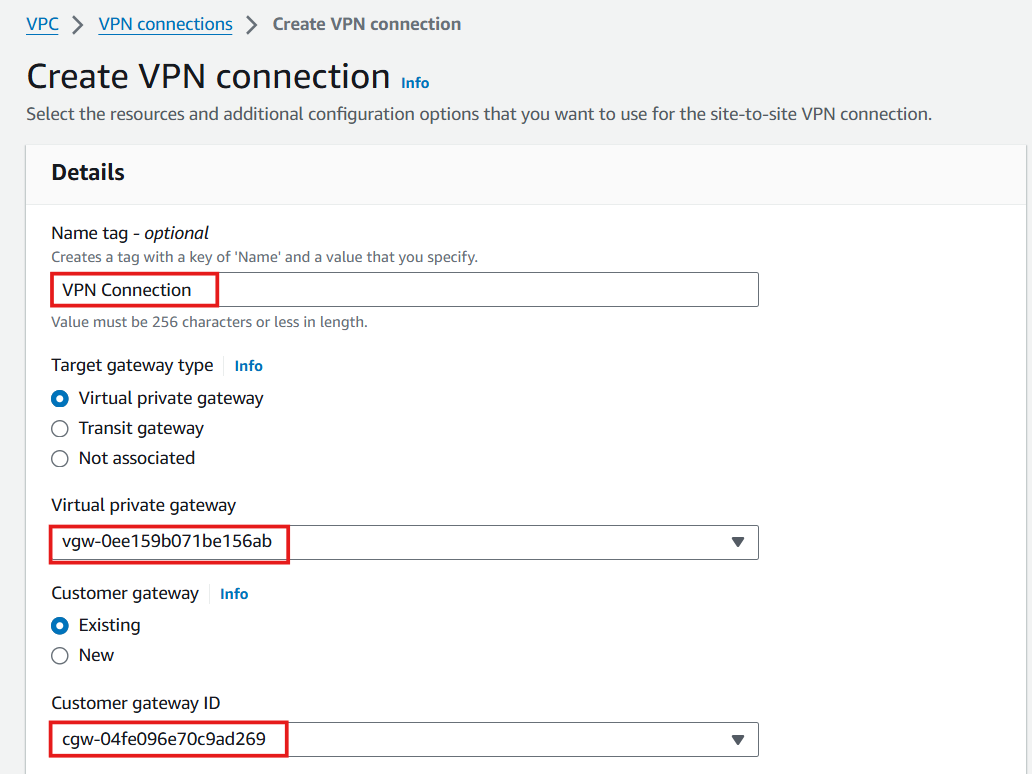 VPC > VPN connections > Create VPN connection
Create VPN connection Info
Select the resources and additional configuration options that you want to use for the site-to-site VPN connection.
Details
Name tag - optional
Creates a tag with a key of 'Name' and a value that you specify.
VPN Connection
Value must be 256 characters or less in length.
Target gateway type Info
Virtual private gateway
Transit gateway
Not associated
Virtual private gateway
vgw-0ee159b071be156ab
Customer gateway Info
Existing
New
Customer gateway ID
cgw-04fe096e70c9ad269